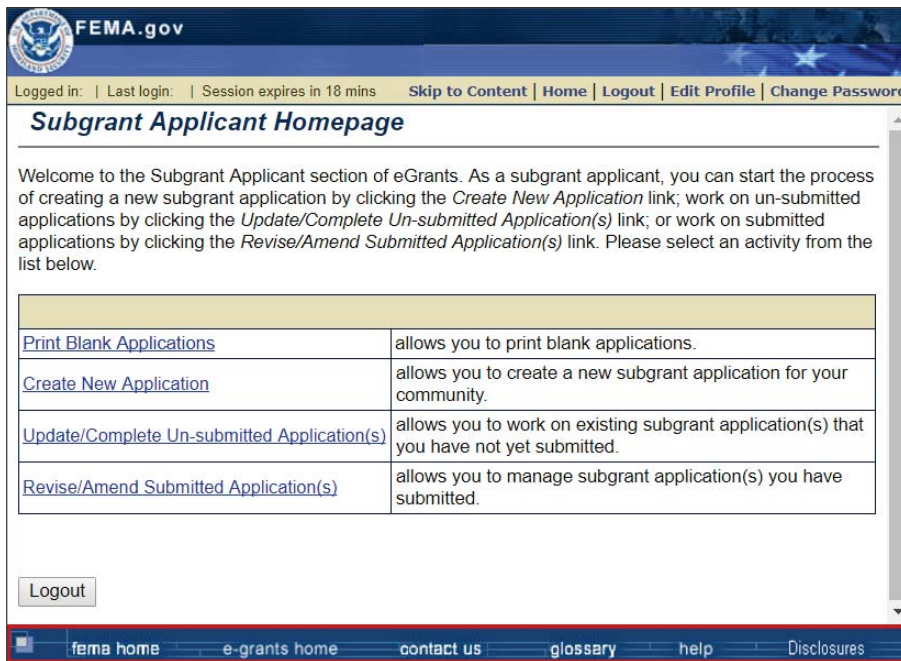 FEMA.gov
Logged in: | Last login: | Session expires in 18 mins Skip to Content | Home | Logout | Edit Profile | Change Password
Subgrant Applicant Homepage
Welcome to the Subgrant Applicant section of eGrants. As a subgrant applicant, you can start the process
of creating a new subgrant application by clicking the Create New Application link; work on un-submitted
applications by clicking the Update/Complete Un-submitted Application(s) link; or work on submitted
applications by clicking the Revise/Amend Submitted Application(s) link. Please select an activity from the
list below.
Print Blank Applications allows you to print blank applications.
Create New Application allows you to create a new subgrant application for your
community.
Update/Complete Un-submitted Application(s) allows you to work on existing subgrant application(s) that
you have not yet submitted.
Revise/Amend Submitted Application(s) allows you to manage subgrant application(s) you have
submitted.
Logout
fema home e-grants home contact us glossary help Disclosures